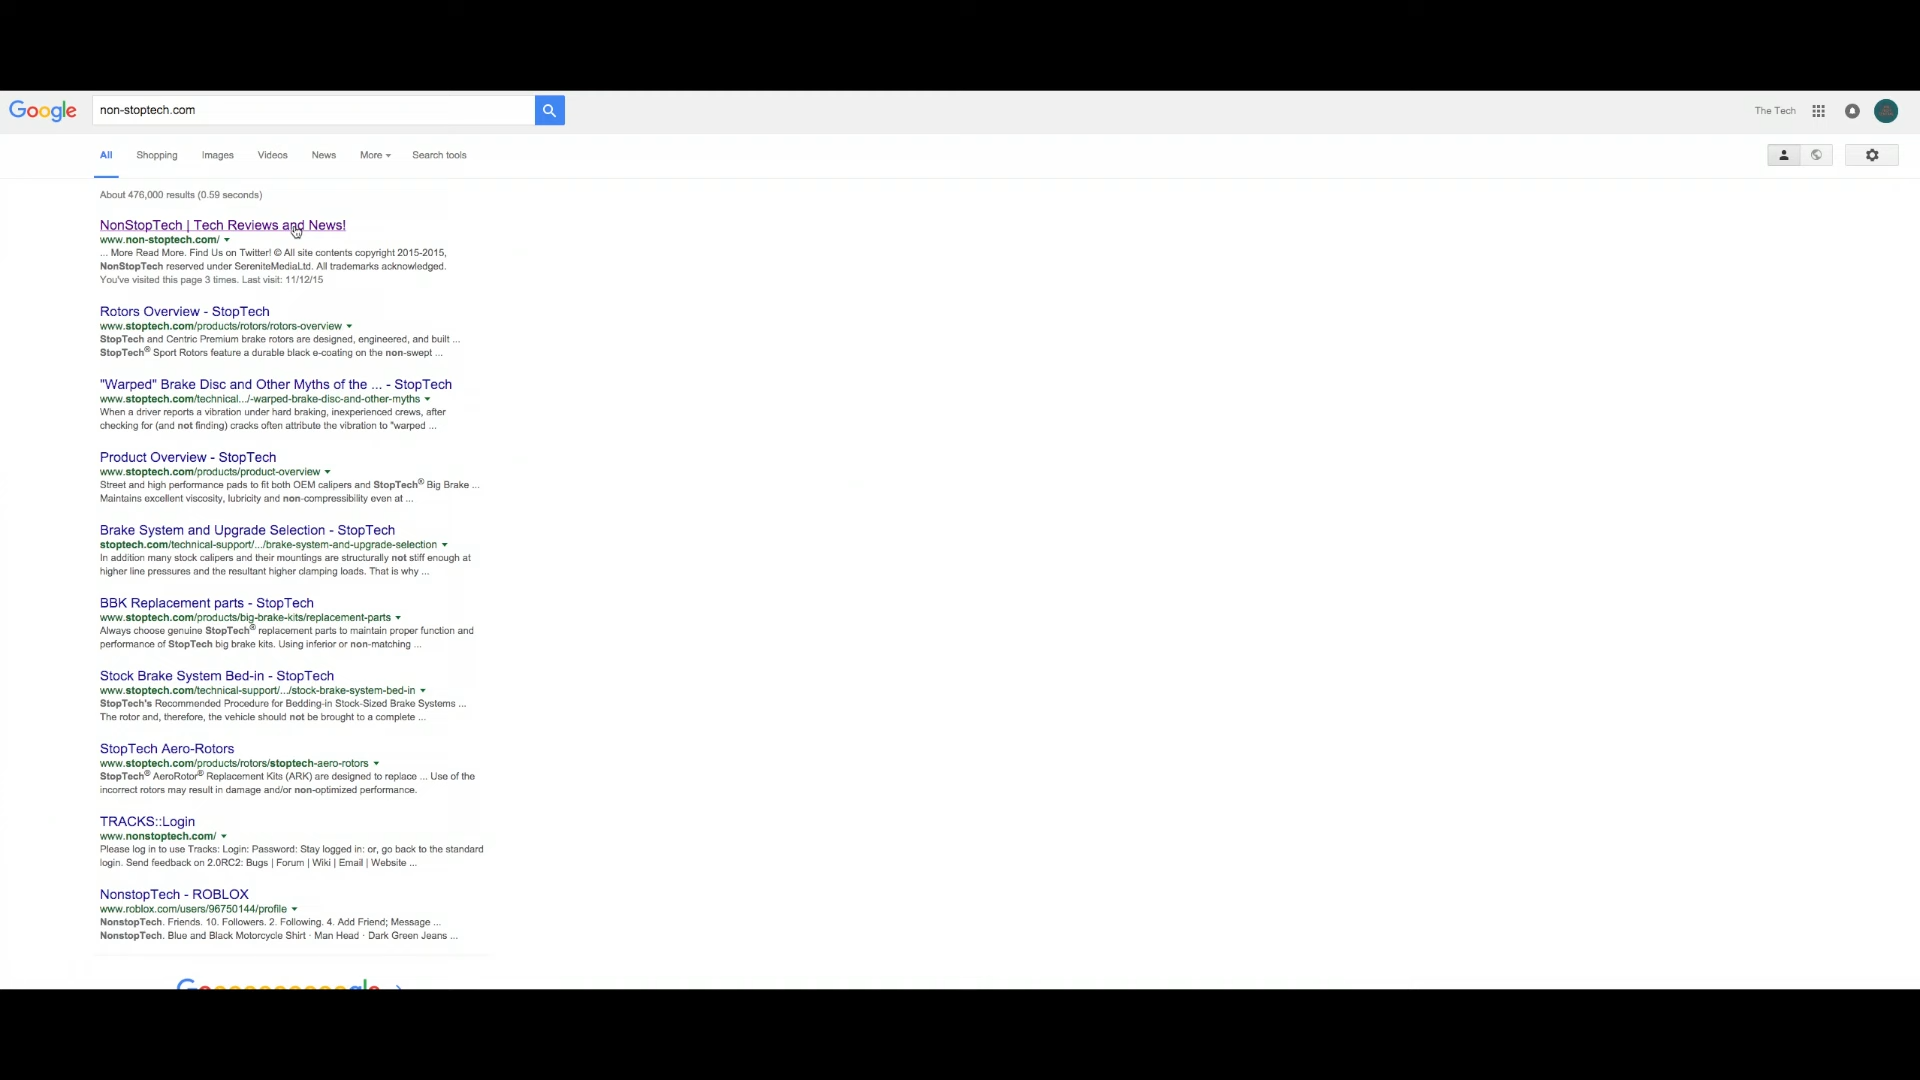 Google
non-stoptech.com
The Tech
All Shopping Images Videos News More Search tools
About 476,000 results (0.59 seconds)
NonStopTech | Tech Reviews and News!
www.non-stoptech.com/
... More Read More. Find Us on Twitter! © All site contents copyright 2015-2015,
NonStopTech reserved under SereniteMediaLtd. All trademarks acknowledged.
You've visited this page 3 times. Last visit: 11/12/15
Rotors Overview - StopTech
www.stoptech.com/products/rotors/rotors-overview
StopTech and Centric Premium brake rotors are designed, engineered, and built ...
StopTech® Sport Rotors feature a durable black e-coating on the non-swept ...
"Warped" Brake Disc and Other Myths of the ... - StopTech
www.stoptech.com/technical.../-warped-brake-disc-and-other-myths
When a driver reports a vibration under hard braking, inexperienced crews, after
checking for (and not finding) cracks often attribute the vibration to "warped ...
Product Overview - StopTech
www.stoptech.com/products/product-overview
Street and high performance pads to fit both OEM calipers and StopTech® Big Brake ...
Maintains excellent viscosity, lubricity and non-compressibility even at ...
Brake System and Upgrade Selection - StopTech
stoptech.com/technical-support/.../brake-system-and-upgrade-selection
In addition many stock calipers and their mountings are structurally not stiff enough at
higher line pressures and the resultant higher clamping loads. That is why ...
BBK Replacement parts - StopTech
www.stoptech.com/products/big-brake-kits/replacement-parts
Always choose genuine StopTech® replacement parts to maintain proper function and
performance of StopTech big brake kits. Using inferior or non-matching ...
Stock Brake System Bed-in - StopTech
www.stoptech.com/technical-support/.../stock-brake-system-bed-in
StopTech's Recommended Procedure for Bedding-in Stock-Sized Brake Systems ...
The rotor and, therefore, the vehicle should not be brought to a complete ...
StopTech Aero-Rotors
www.stoptech.com/products/rotors/stoptech-aero-rotors
StopTech® AeroRotor® Replacement Kits (ARK) are designed to replace ... Use of the
incorrect rotors may result in damage and/or non-optimized performance.
TRACKS::Login
www.nonstoptech.com/
Please log in to use Tracks: Login: Password: Stay logged in: or, go back to the standard
login. Send feedback on 2.0RC2: Bugs | Forum | Wiki | Email | Website ...
NonstopTech - ROBLOX
www.roblox.com/users/96750144/profile
NonstopTech. Friends. 10. Followers. 2. Following. 4. Add Friend; Message ...
NonstopTech. Blue and Black Motorcycle Shirt · Man Head · Dark Green Jeans ...
Goooooooooogle